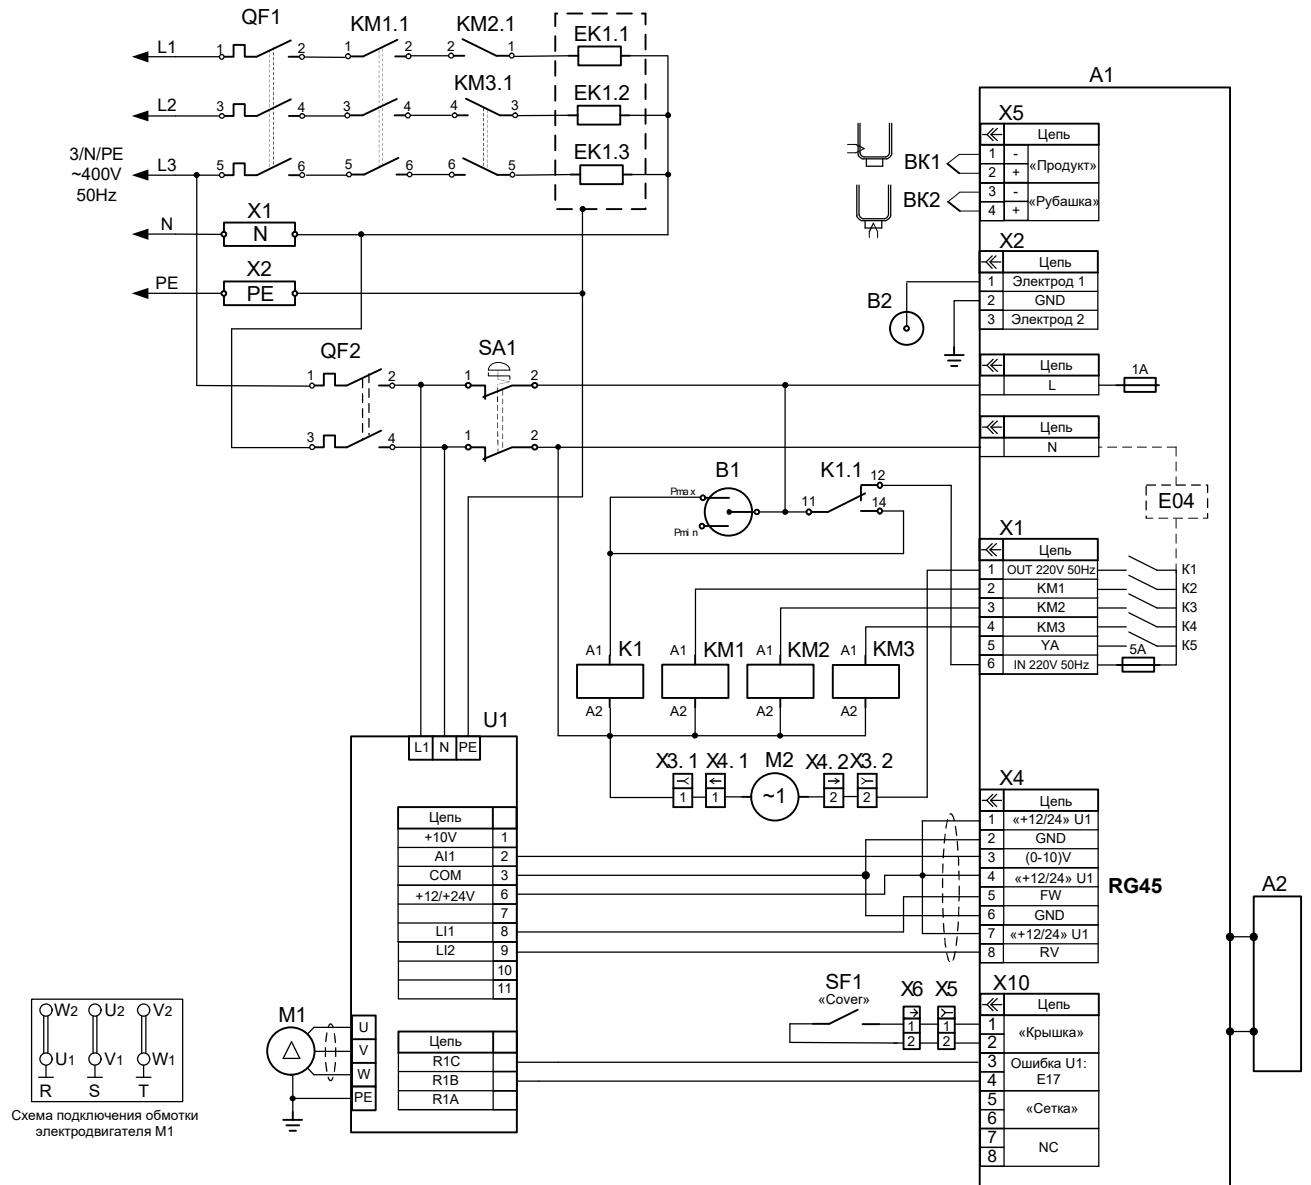 QF1
KM1.1
KM2.1
EK1.1
L1
1
2
1
2
2
1
KM3.1
EK1.2
L2
3
4
3
4
4
3
EK1.3
3/N/PE
~400V
50Hz
L3
5
6
5
6
6
5
N
X1
N
PE
X2
PE
QF2
SA1
1
2
1
2
3
4
1
2
A1
X5
Цепь
BK1
1 -
2 +
«Продукт»
BK2
3 -
4 +
«Рубашка»
X2
Цепь
1 Электрод 1
2 GND
3 Электрод 2
B2
Цепь
L
1A
Цепь
N
E04
B1
Pmax
Pmin
K1.1
11
12
14
X1
Цепь
1 OUT 220V 50Hz K1
2 KM1 K2
3 KM2 K3
4 KM3 K4
5 YA K5
6 IN 220V 50Hz 5A
A1 K1
A2
A1 KM1
A2
A1 KM2
A2
A1 KM3
A2
U1
L1 N PE
X3.1 X4.1 M2 X4.2 X3.2
1 1 ~1 2 2
Цепь
+10V 1
AI1 2
COM 3
+12/+24V 6
7
LI1 8
LI2 9
10
11
X4
Цепь
1 «+12/24» U1
2 GND
3 (0-10)V
4 «+12/24» U1
5 FW
6 GND
7 «+12/24» U1
8 RV
RG45
A2
SF1
«Cover»
X6 X5
1 1
2 2
X10
Цепь
1
2
«Крышка»
3
4
Ошибка U1:
E17
5
6
«Сетка»
7
8
NC
M1
U
V
W
PE
Цепь
R1C
R1B
R1A
W2 U2 V2
U1 V1 W1
R S T
Схема подключения обмотки
электродвигателя М1